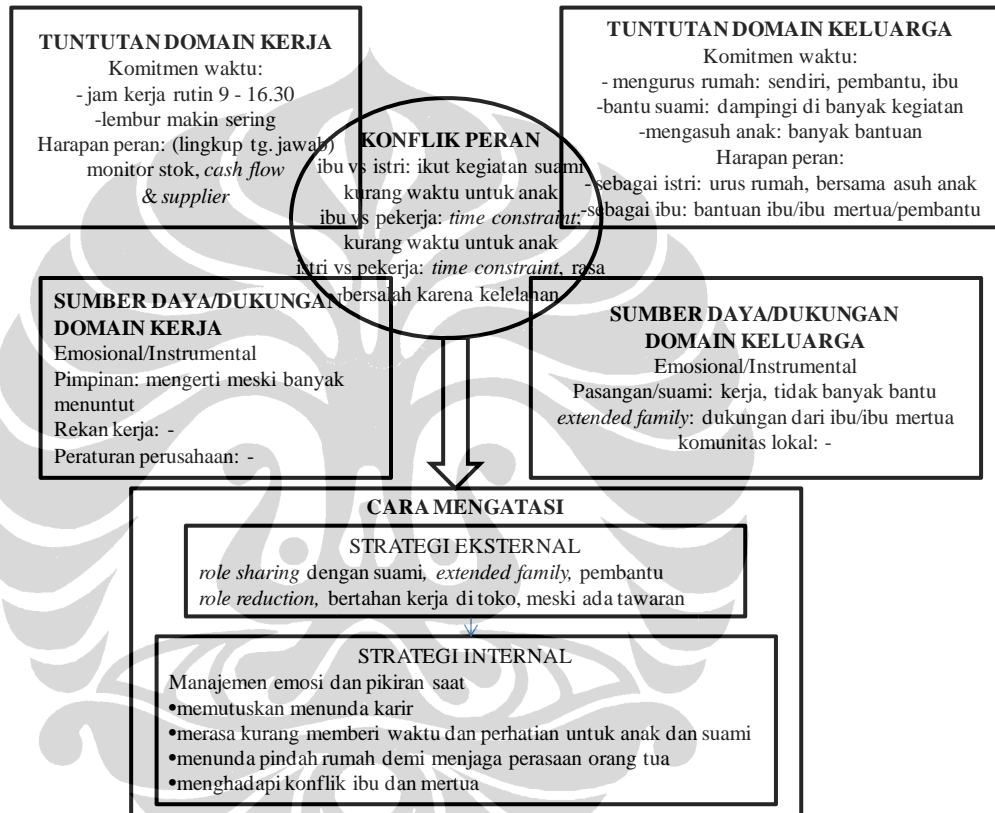 TUNTUTAN DOMAIN KERJA
Komitmen waktu:
- jam kerja rutin 9 - 16.30
-lembur makin sering
Harapan peran: (lingkup tg. jawab)
monitor stok, cash flow
& supplier
TUNTUTAN DOMAIN KELUARGA
Komitmen waktu:
- mengurus rumah: sendiri, pembantu, ibu
-bantu suami: dampingi di banyak kegiatan
-mengasuh anak: banyak bantuan
Harapan peran:
- sebagai istri: urus rumah, bersama asuh anak
-sebagai ibu: bantuan ibu/ibu mertua/pembantu
KONFLIK PERAN
ibu vs istri: ikut kegiatan suami
kurang waktu untuk anak
ibu vs pekerja: time constraint;
kurang waktu untuk anak
istri vs pekerja: time constraint, rasa
bersalah karena kelelahan
SUMBER DAYA/DUKUNGAN
DOMAIN KERJA
Emosional/Instrumental
Pimpinan: mengerti meski banyak
menuntut
Rekan kerja: -
Peraturan perusahaan: -
SUMBER DAYA/DUKUNGAN
DOMAIN KELUARGA
Emosional/Instrumental
Pasangan/suami: kerja, tidak banyak bantu
extended family: dukungan dari ibu/ibu mertua
komunitas lokal: -
CARA MENGATASI
STRATEGI EKSTERNAL
role sharing dengan suami, extended family, pembantu
role reduction, bertahan kerja di toko, meski ada tawaran
STRATEGI INTERNAL
Manajemen emosi dan pikiran saat
•memutuskan menunda karir
•merasa kurang memberi waktu dan perhatian untuk anak dan suami
•menunda pindah rumah demi menjaga perasaan orang tua
•menghadapi konflik ibu dan mertua